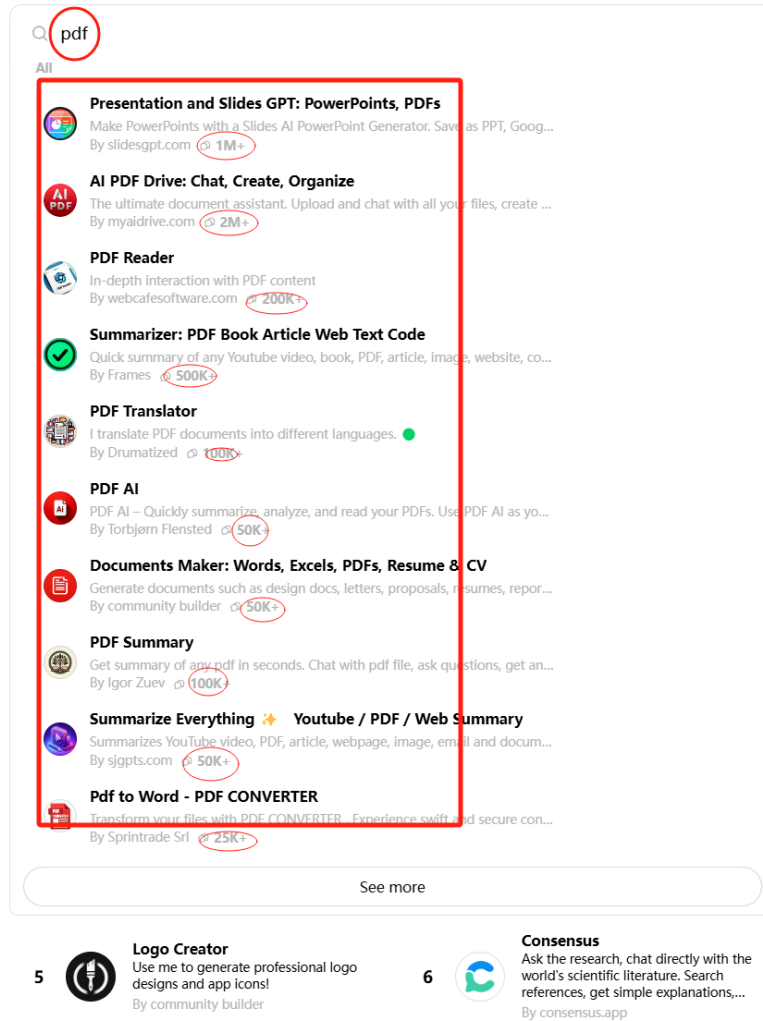 pdf
All
Presentation and Slides GPT: PowerPoints, PDFs
Make PowerPoints with a Slides AI PowerPoint Generator. Save as PPT, Goog...
By slidesgpt.com 1M+
AI PDF
AI PDF Drive: Chat, Create, Organize
The ultimate document assistant. Upload and chat with all your files, create ...
By myaidrive.com 2M+
PDF Reader
In-depth interaction with PDF content
By webcafesoftware.com 200K+
Summarizer: PDF Book Article Web Text Code
Quick summary of any Youtube video, book, PDF, article, image, website, co...
By Frames 500K+
PDF Translator
I translate PDF documents into different languages.
By Drumatized 100K+
Ai
PDF AI
PDF AI – Quickly summarize, analyze, and read your PDFs. Use PDF AI as yo...
By Torbjørn Flensted 50K+
Documents Maker: Words, Excels, PDFs, Resume & CV
Generate documents such as design docs, letters, proposals, resumes, repor...
By community builder 50K+
PDF Summary
Get summary of any pdf in seconds. Chat with pdf file, ask questions, get an...
By Igor Zuev 100K+
Summarize Everything ✨ Youtube / PDF / Web Summary
Summarizes YouTube video, PDF, article, webpage, image, email and docum...
By sjgpts.com 50K+
Pdf to Word - PDF CONVERTER
Transform your files with PDF CONVERTER . Experience swift and secure con...
By Sprintrade Srl 25K+
See more
5
Logo Creator
Use me to generate professional logo
designs and app icons!
By community builder
6
Consensus
Ask the research, chat directly with the
world's scientific literature. Search
references, get simple explanations,...
By consensus.app